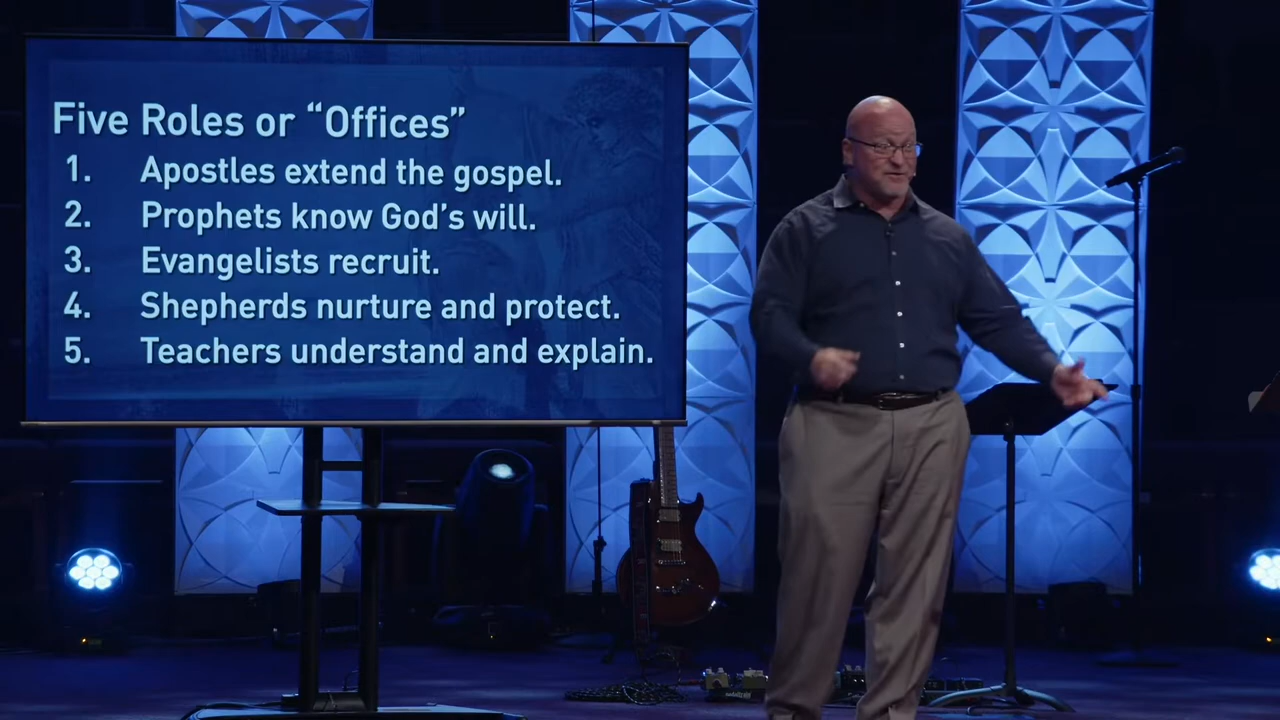 Five Roles or “Offices”
1. Apostles extend the gospel.
2. Prophets know God’s will.
3. Evangelists recruit.
4. Shepherds nurture and protect.
5. Teachers understand and explain.